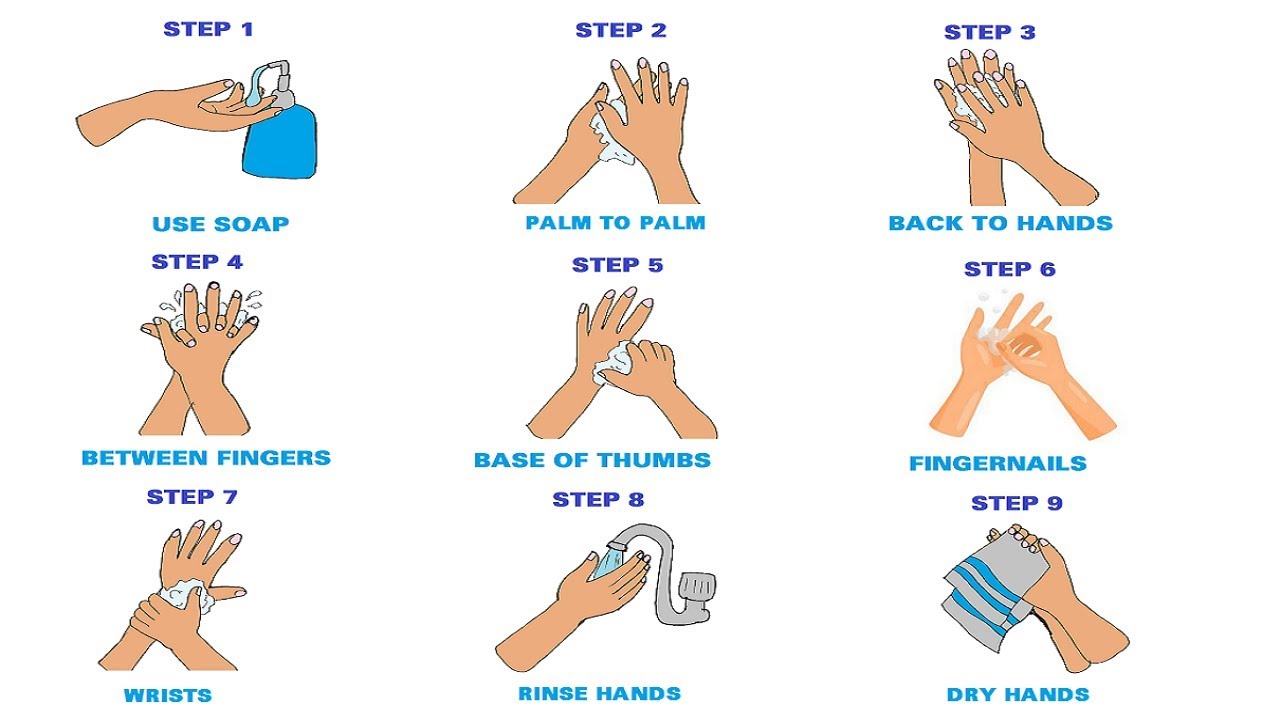 STEP 1
USE SOAP
STEP 2
PALM TO PALM
STEP 3
BACK TO HANDS
STEP 4
BETWEEN FINGERS
STEP 5
BASE OF THUMBS
STEP 6
FINGERNAILS
STEP 7
WRISTS
STEP 8
RINSE HANDS
STEP 9
DRY HANDS